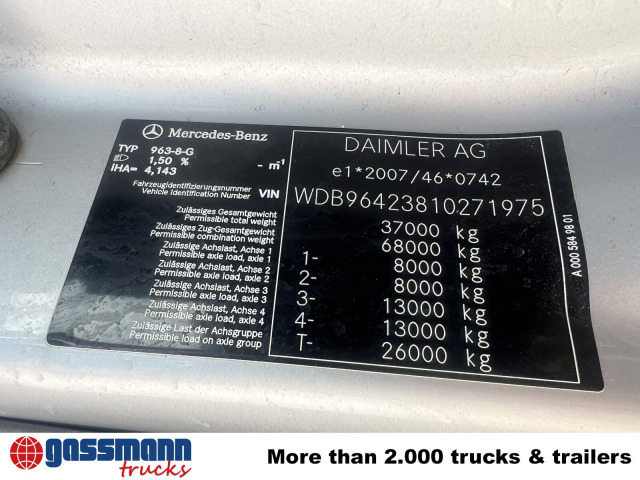 Mercedes-Benz
TYP 963-8-G
1,50 % - m¹
iHA= 4,143
Fahrzeugidentifizierungsnummer
Vehicle Identification Number VIN
Zulässiges Gesamtgewicht
Permissible total weight
Zulässiges Zug-Gesamtgewicht
Permissible combination weight
Zulässige Achslast, Achse 1
Permissible axle load, axle 1
Zulässige Achslast, Achse 2
Permissible axle load, axle 2
Zulässige Achslast, Achse 3
Permissible axle load, axle 3
Zulässige Achslast, Achse 4
Permissible axle load, axle 4
Zulässige Last der Achsgruppe
Permissible load on axle group
DAIMLER AG
e1*2007/46*0742
WDB96423810271975
37000 kg
68000 kg
1- 8000 kg
2- 8000 kg
3- 13000 kg
4- 13000 kg
T- 26000 kg
A 000 584 98 01
gassmann
trucks
More than 2.000 trucks & trailers